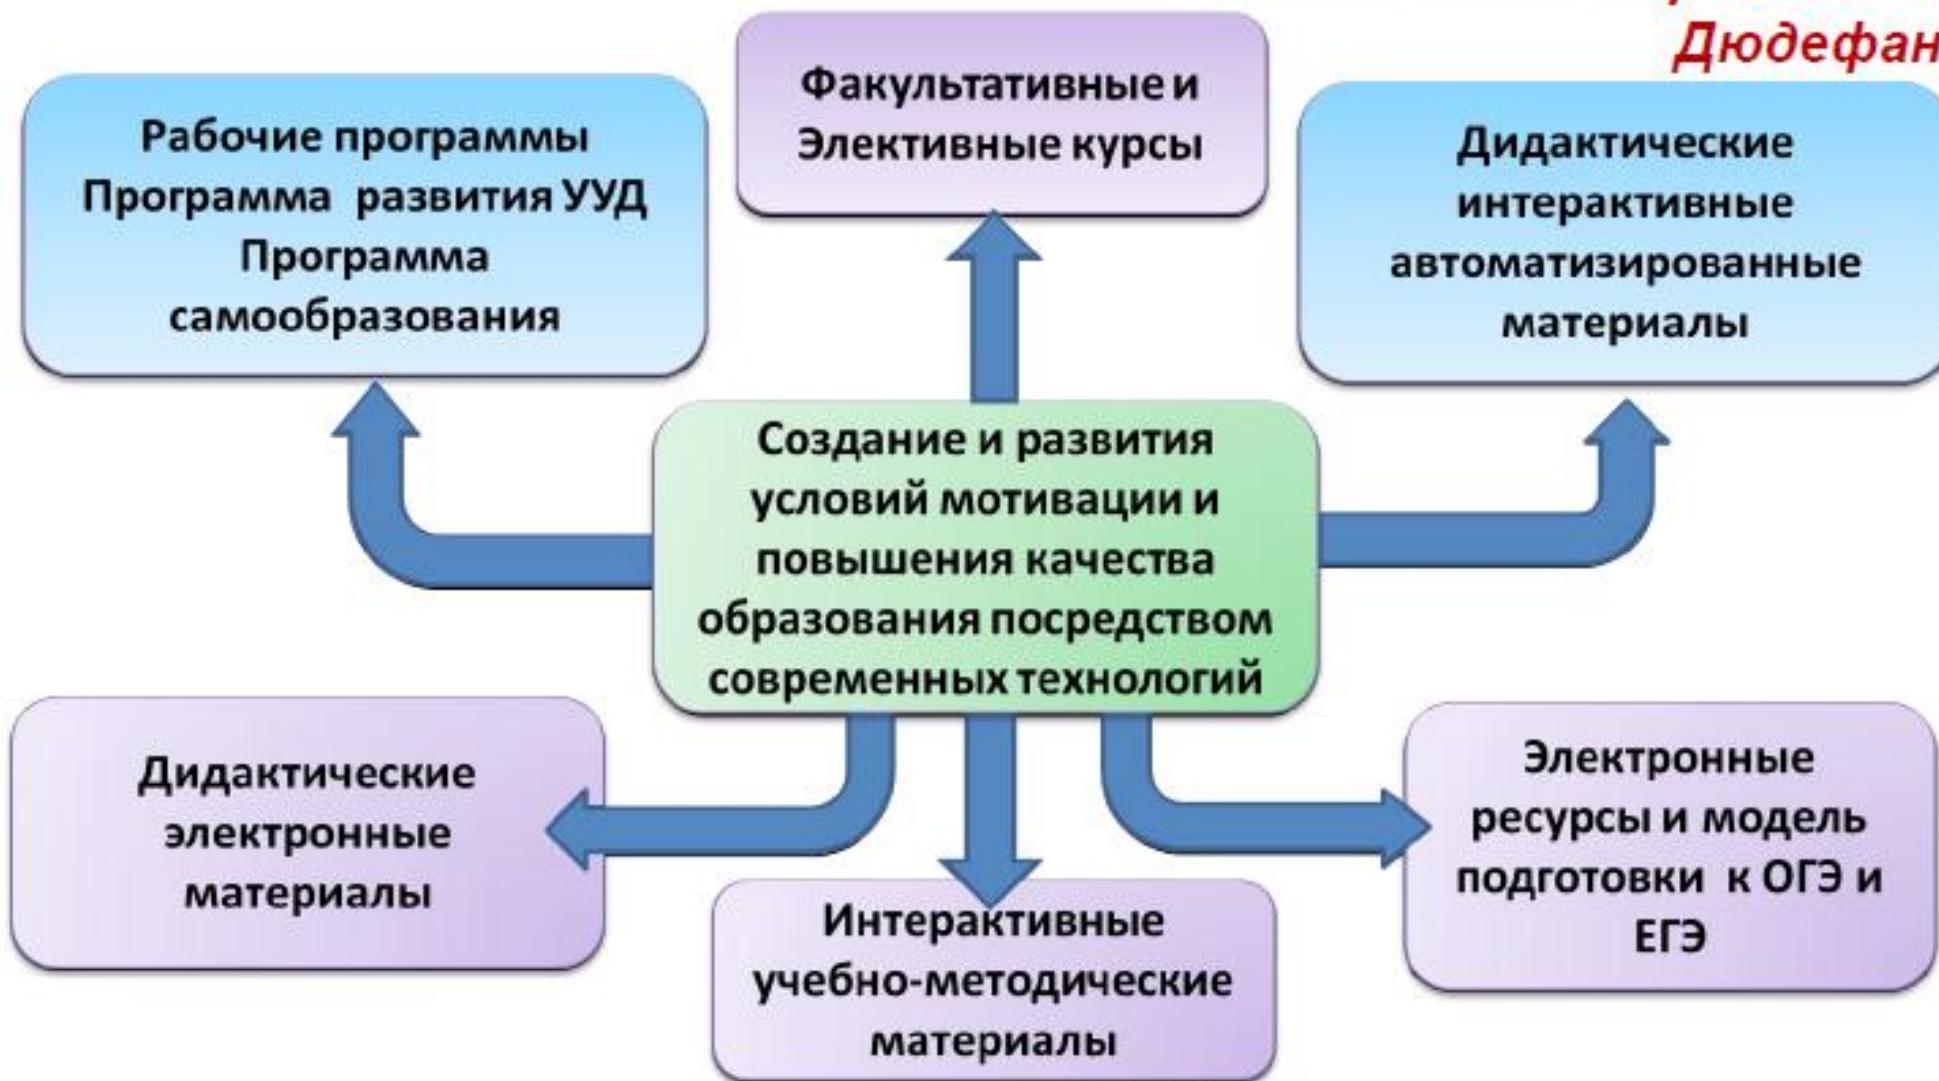 Дюдефан
Факультативные и
Элективные курсы
Рабочие программы
Программа развития УУД
Программа
самообразования
Дидактические
интерактивные
автоматизированные
материалы
Создание и развития
условий мотивации и
повышения качества
образования посредством
современных технологий
Дидактические
электронные
материалы
Интерактивные
учебно-методические
материалы
Электронные
ресурсы и модель
подготовки к ОГЭ и
ЕГЭ